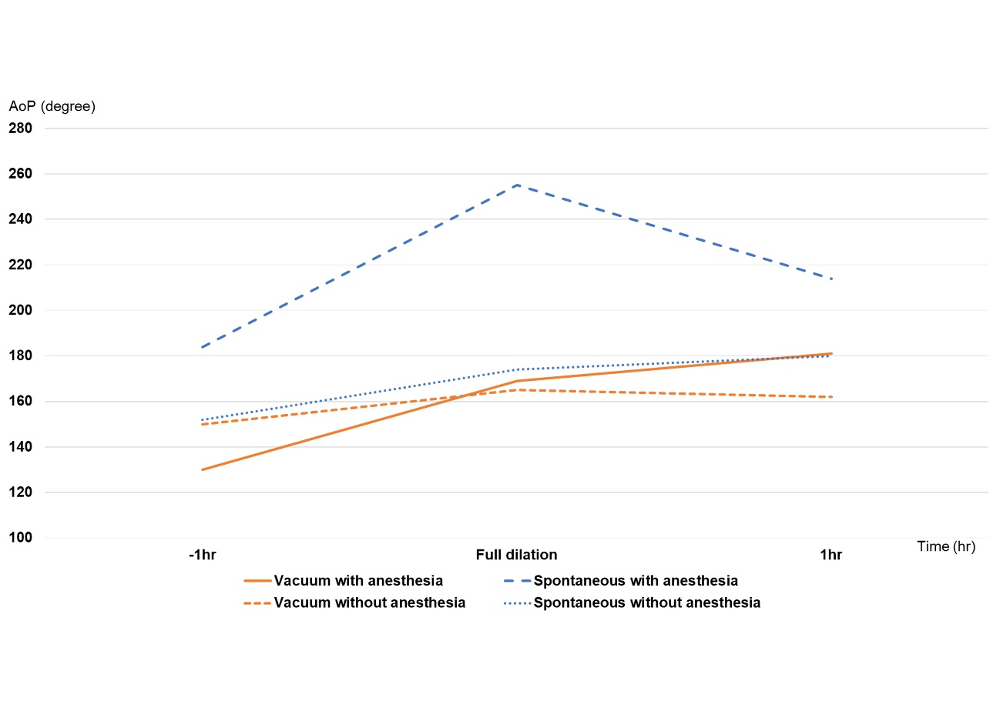 AoP (degree)
280
260
240
220
200
180
160
140
120
100
-1hr Full dilation 1hr Time (hr)
Vacuum with anesthesia Spontaneous with anesthesia
Vacuum without anesthesia Spontaneous without anesthesia